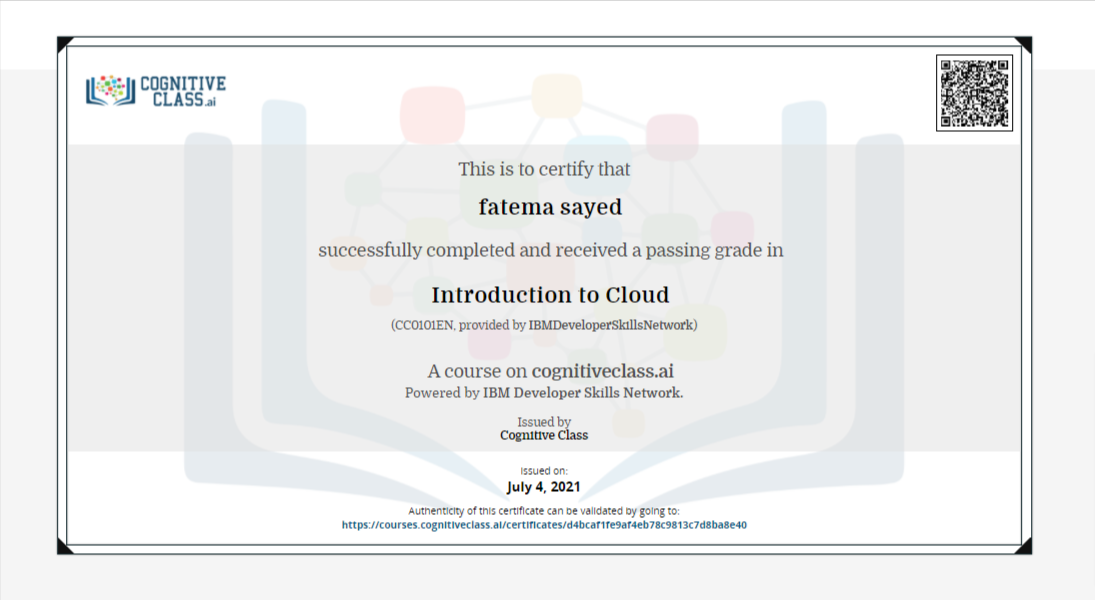 COGNITIVE
CLASS.ai
This is to certify that
fatema sayed
successfully completed and received a passing grade in
Introduction to Cloud
(CC0101EN, provided by IBMDeveloperSkillsNetwork)
A course on cognitiveclass.ai
Powered by IBM Developer Skills Network.
Issued by
Cognitive Class
Issued on:
July 4, 2021
Authenticity of this certificate can be validated by going to:
https://courses.cognitiveclass.ai/certificates/d4bcaf1fe9af4eb78c9813c7d8ba8e40